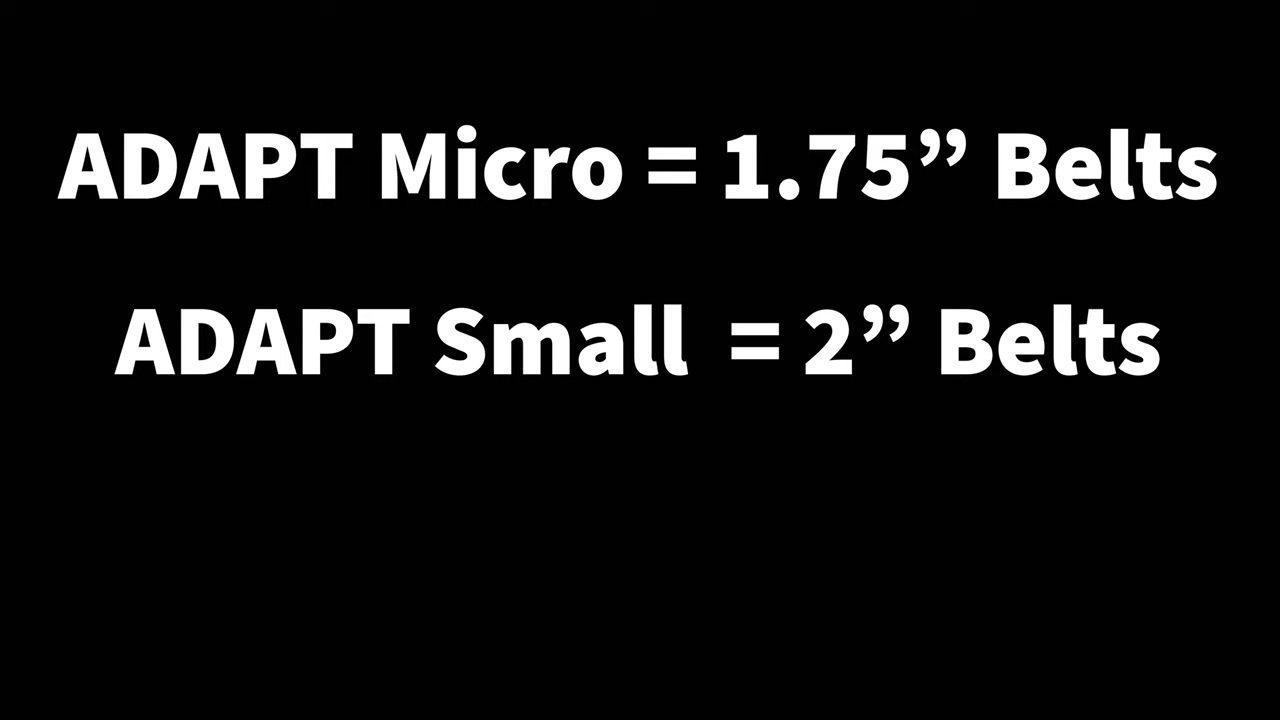 ADAPT Micro = 1.75” Belts
ADAPT Small = 2” Belts